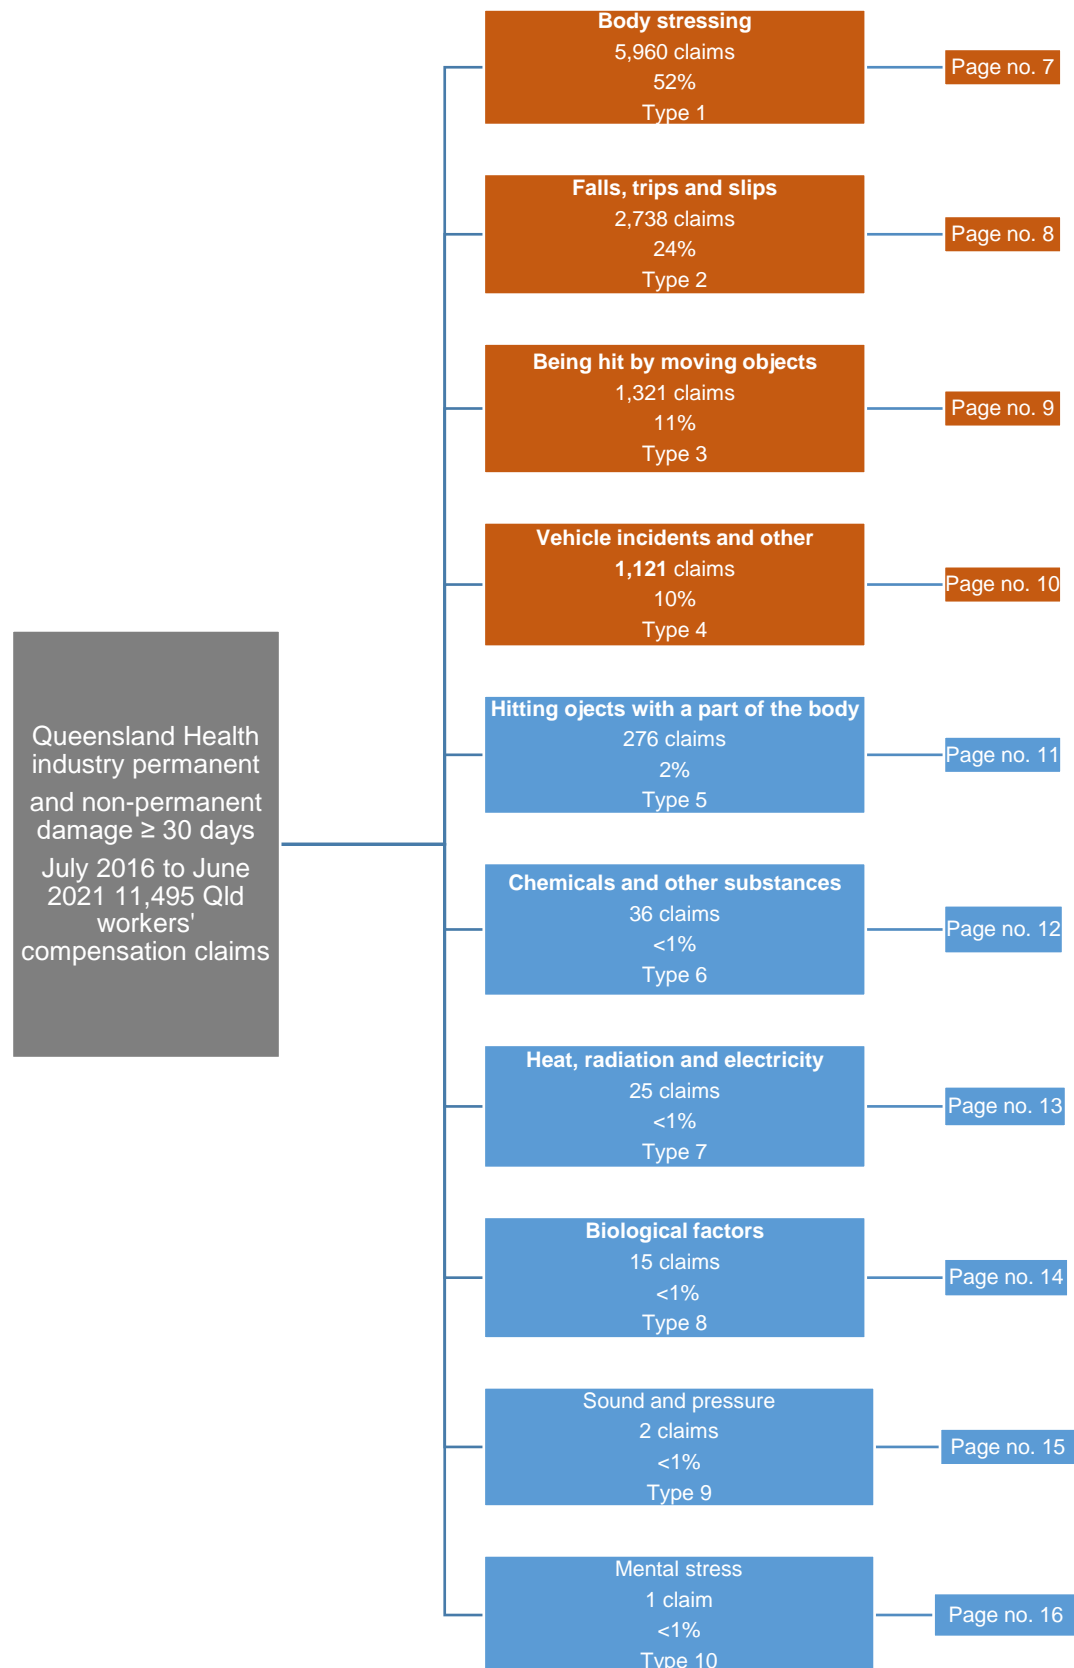 Body stressing
5,960 claims
52%
Type 1
Page no. 7
Falls, trips and slips
2,738 claims
24%
Type 2
Page no. 8
Being hit by moving objects
1,321 claims
11%
Type 3
Page no. 9
Vehicle incidents and other
1,121 claims
10%
Type 4
Page no. 10
Queensland Health
industry permanent
and non-permanent
damage ≥ 30 days
July 2016 to June
2021 11,495 Qld
workers'
compensation claims
Hitting ojects with a part of the body
276 claims
2%
Type 5
Page no. 11
Chemicals and other substances
36 claims
<1%
Type 6
Page no. 12
Heat, radiation and electricity
25 claims
<1%
Type 7
Page no. 13
Biological factors
15 claims
<1%
Type 8
Page no. 14
Sound and pressure
2 claims
<1%
Type 9
Page no. 15
Mental stress
1 claim
<1%
Type 10
Page no. 16